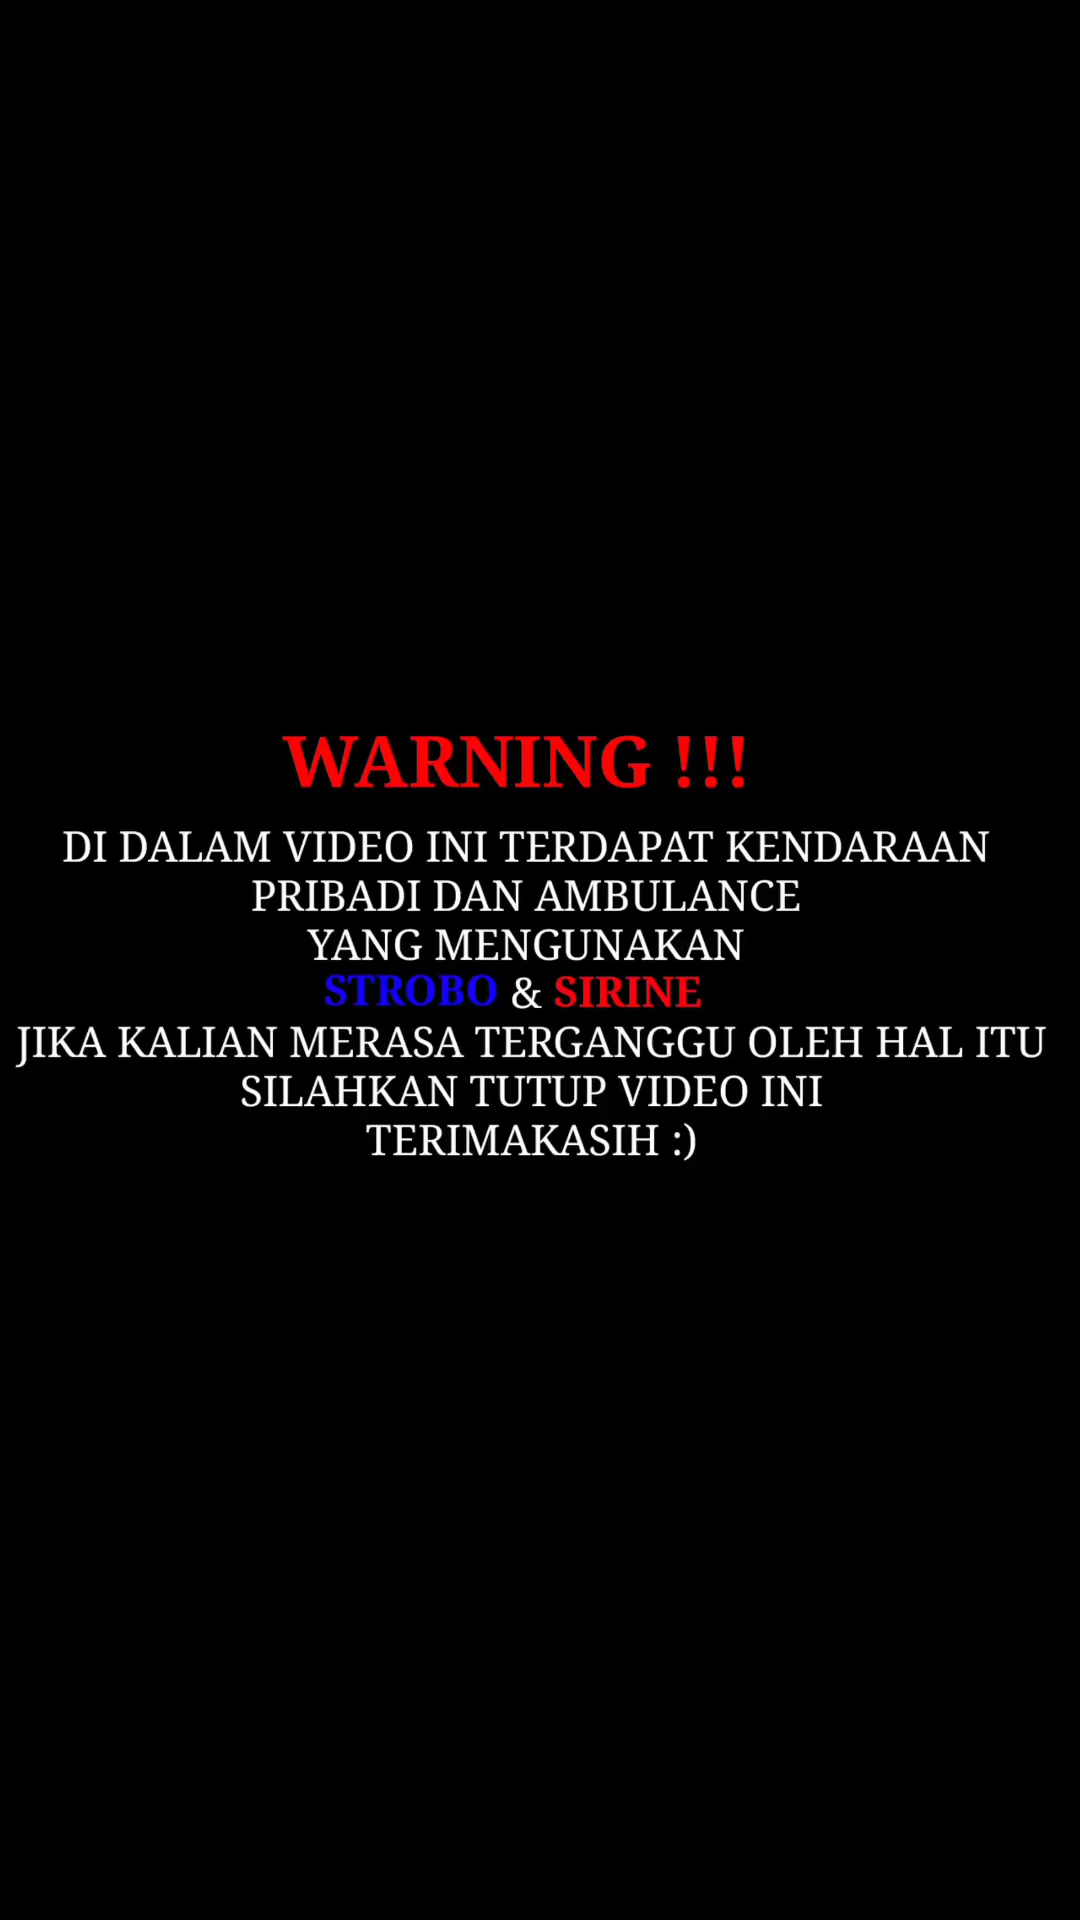 WARNING !!!
DI DALAM VIDEO INI TERDAPAT KENDARAAN
PRIBADI DAN AMBULANCE
YANG MENGUNAKAN
STROBO & SIRINE
JIKA KALIAN MERASA TERGANGGU OLEH HAL ITU
SILAHKAN TUTUP VIDEO INI
TERIMAKASIH :)